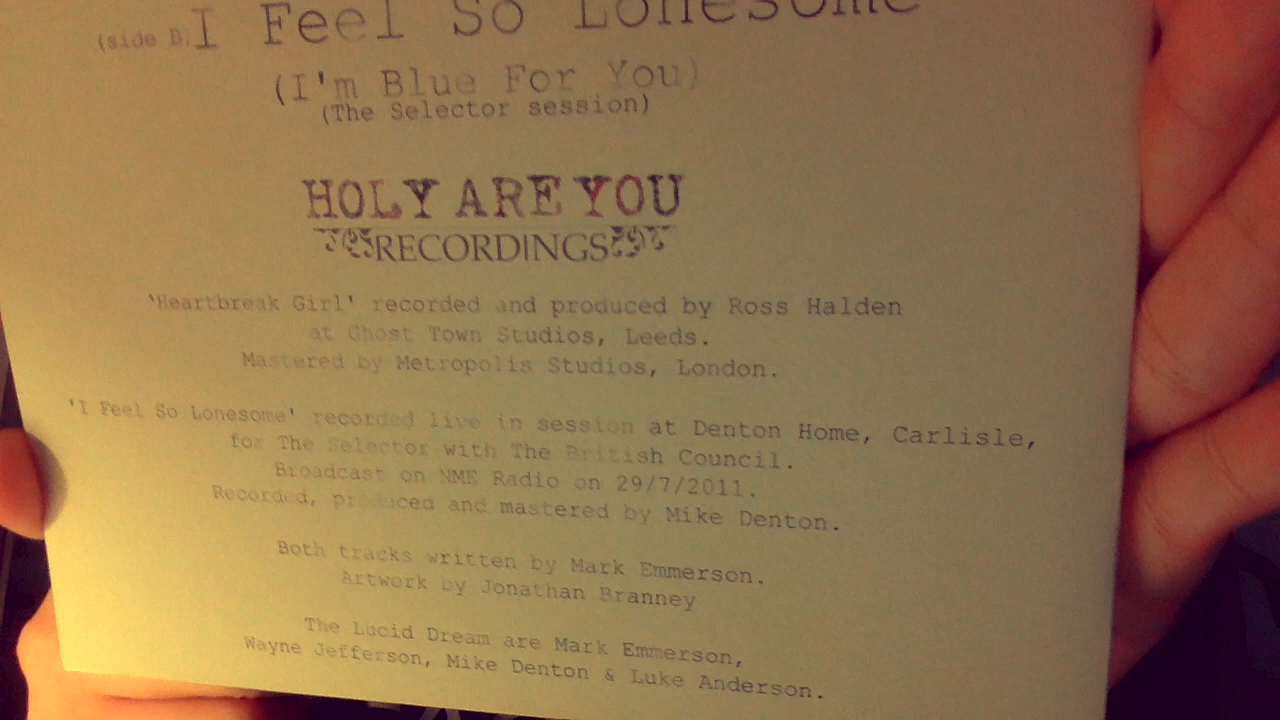 (side B) I Feel So Lonesome
(I'm Blue For You)
(The Selector session)
HOLY ARE YOU
RECORDINGS
'Heartbreak Girl' recorded and produced by Ross Halden
at Ghost Town Studios, Leeds.
Mastered by Metropolis Studios, London.
'I Feel So Lonesome' recorded live in session at Denton Home, Carlisle,
for The Selector with The British Council.
Broadcast on NME Radio on 29/7/2011.
Recorded, produced and mastered by Mike Denton.
Both tracks written by Mark Emmerson.
Artwork by Jonathan Branney
The Lucid Dream are Mark Emmerson,
Wayne Jefferson, Mike Denton & Luke Anderson.